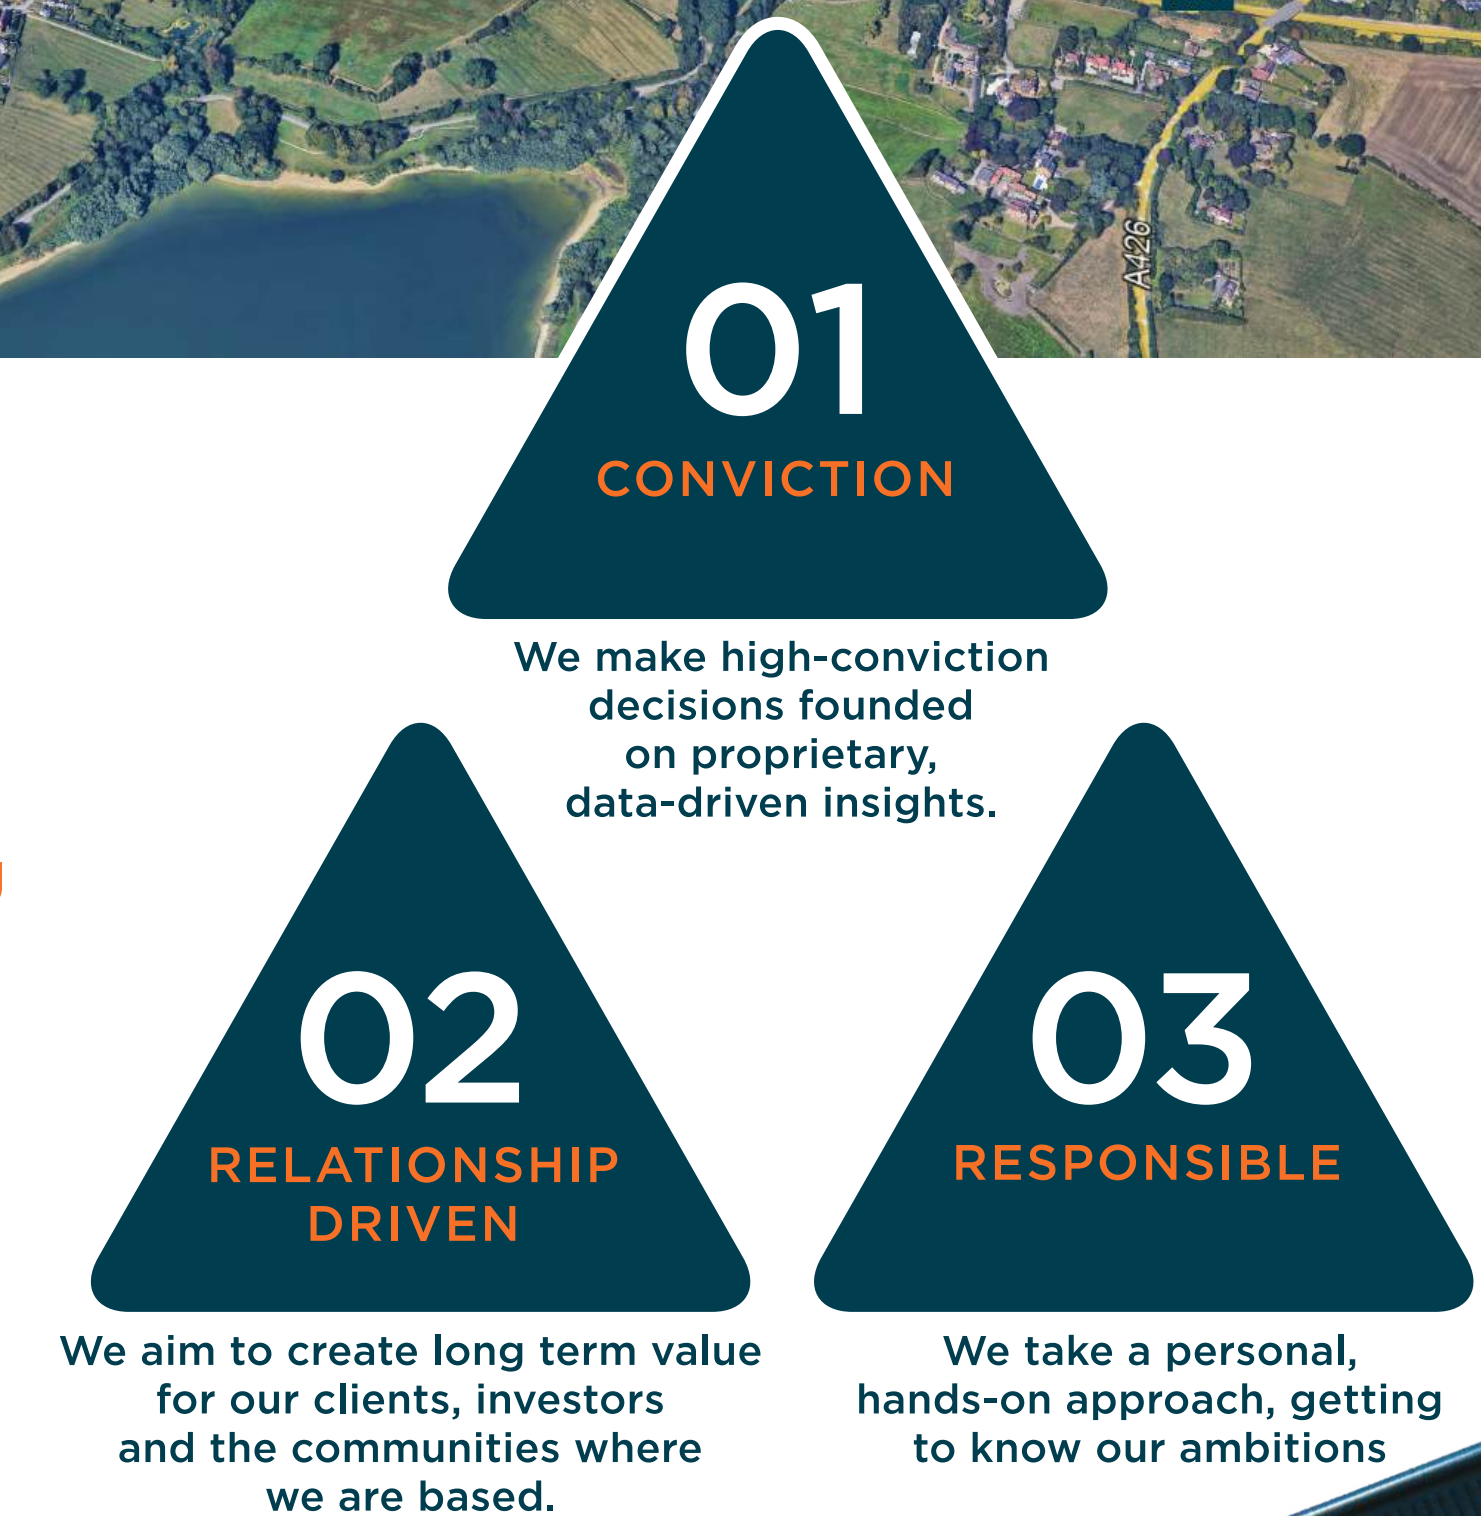 A426
01
CONVICTION
We make high-conviction
decisions founded
on proprietary,
data-driven insights.
02
RELATIONSHIP
DRIVEN
We aim to create long term value
for our clients, investors
and the communities where
we are based.
03
RESPONSIBLE
We take a personal,
hands-on approach, getting
to know our ambitions